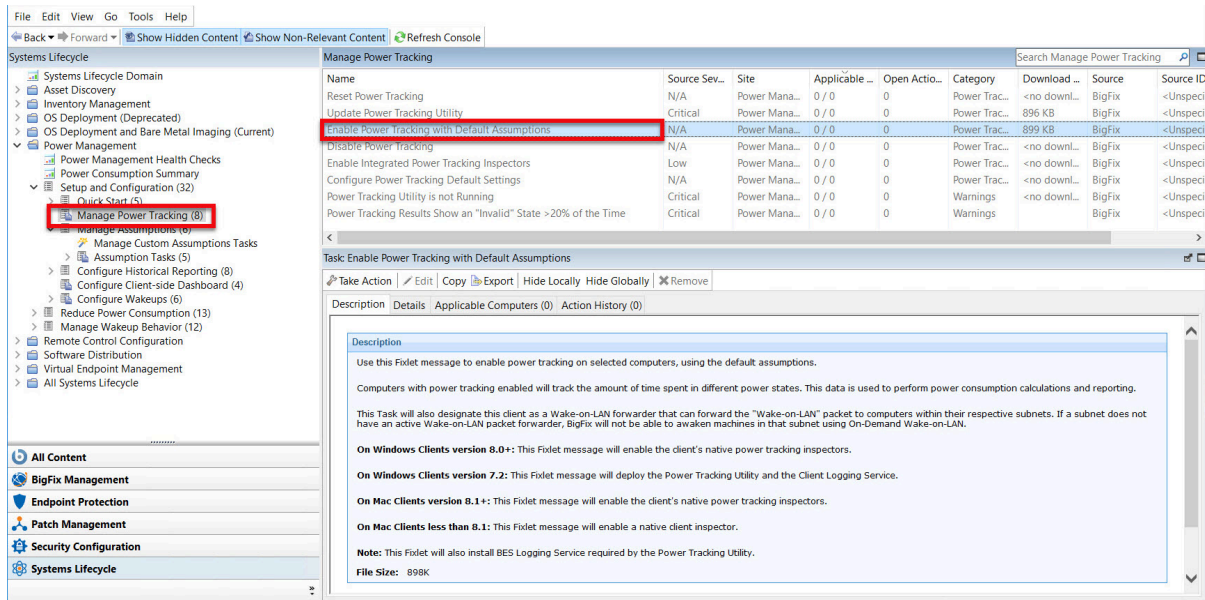 File Edit View Go Tools Help
Back Forward Show Hidden Content Show Non-Relevant Content Refresh Console
Systems Lifecycle
Systems Lifecycle Domain
Asset Discovery
Inventory Management
OS Deployment (Deprecated)
OS Deployment and Bare Metal Imaging (Current)
Power Management
Power Management Health Checks
Power Consumption Summary
Setup and Configuration (32)
Quick Start (5)
Manage Power Tracking (8)
Manage Assumptions (6)
Manage Custom Assumptions Tasks
Assumption Tasks (5)
Configure Historical Reporting (8)
Configure Client-side Dashboard (4)
Configure Wakeups (6)
Reduce Power Consumption (13)
Manage Wakeup Behavior (12)
Remote Control Configuration
Software Distribution
Virtual Endpoint Management
All Systems Lifecycle
All Content
BigFix Management
Endpoint Protection
Patch Management
Security Configuration
Systems Lifecycle
Manage Power Tracking Search Manage Power Tracking
Name Source Sev... Site Applicable ... Open Actio... Category Download ... Source Source ID
Reset Power Tracking N/A Power Mana... 0 / 0 0 Power Trac... <no downl... BigFix <Unspeci
Update Power Tracking Utility Critical Power Mana... 0 / 0 0 Power Trac... 896 KB BigFix <Unspeci
Enable Power Tracking with Default Assumptions N/A Power Mana... 0 / 0 0 Power Trac... 899 KB BigFix <Unspeci
Disable Power Tracking N/A Power Mana... 0 / 0 0 Power Trac... <no downl... BigFix <Unspeci
Enable Integrated Power Tracking Inspectors Low Power Mana... 0 / 0 0 Power Trac... <no downl... BigFix <Unspeci
Configure Power Tracking Default Settings N/A Power Mana... 0 / 0 0 Power Trac... <no downl... BigFix <Unspeci
Power Tracking Utility is not Running Critical Power Mana... 0 / 0 0 Warnings <no downl... BigFix <Unspeci
Power Tracking Results Show an "Invalid" State >20% of the Time Critical Power Mana... 0 / 0 0 Warnings BigFix <Unspeci
Task: Enable Power Tracking with Default Assumptions
Take Action Edit Copy Export Hide Locally Hide Globally Remove
Description Details Applicable Computers (0) Action History (0)
Description
Use this Fixlet message to enable power tracking on selected computers, using the default assumptions.
Computers with power tracking enabled will track the amount of time spent in different power states. This data is used to perform power consumption calculations and reporting.
This Task will also designate this client as a Wake-on-LAN forwarder that can forward the "Wake-on-LAN" packet to computers within their respective subnets. If a subnet does not
have an active Wake-on-LAN packet forwarder, BigFix will not be able to awaken machines in that subnet using On-Demand Wake-on-LAN.
On Windows Clients version 8.0+: This Fixlet message will enable the client's native power tracking inspectors.
On Windows Clients version 7.2: This Fixlet message will deploy the Power Tracking Utility and the Client Logging Service.
On Mac Clients version 8.1+: This Fixlet message will enable the client's native power tracking inspectors.
On Mac Clients less than 8.1: This Fixlet message will enable a native client inspector.
Note: This Fixlet will also install BES Logging Service required by the Power Tracking Utility.
File Size: 898K